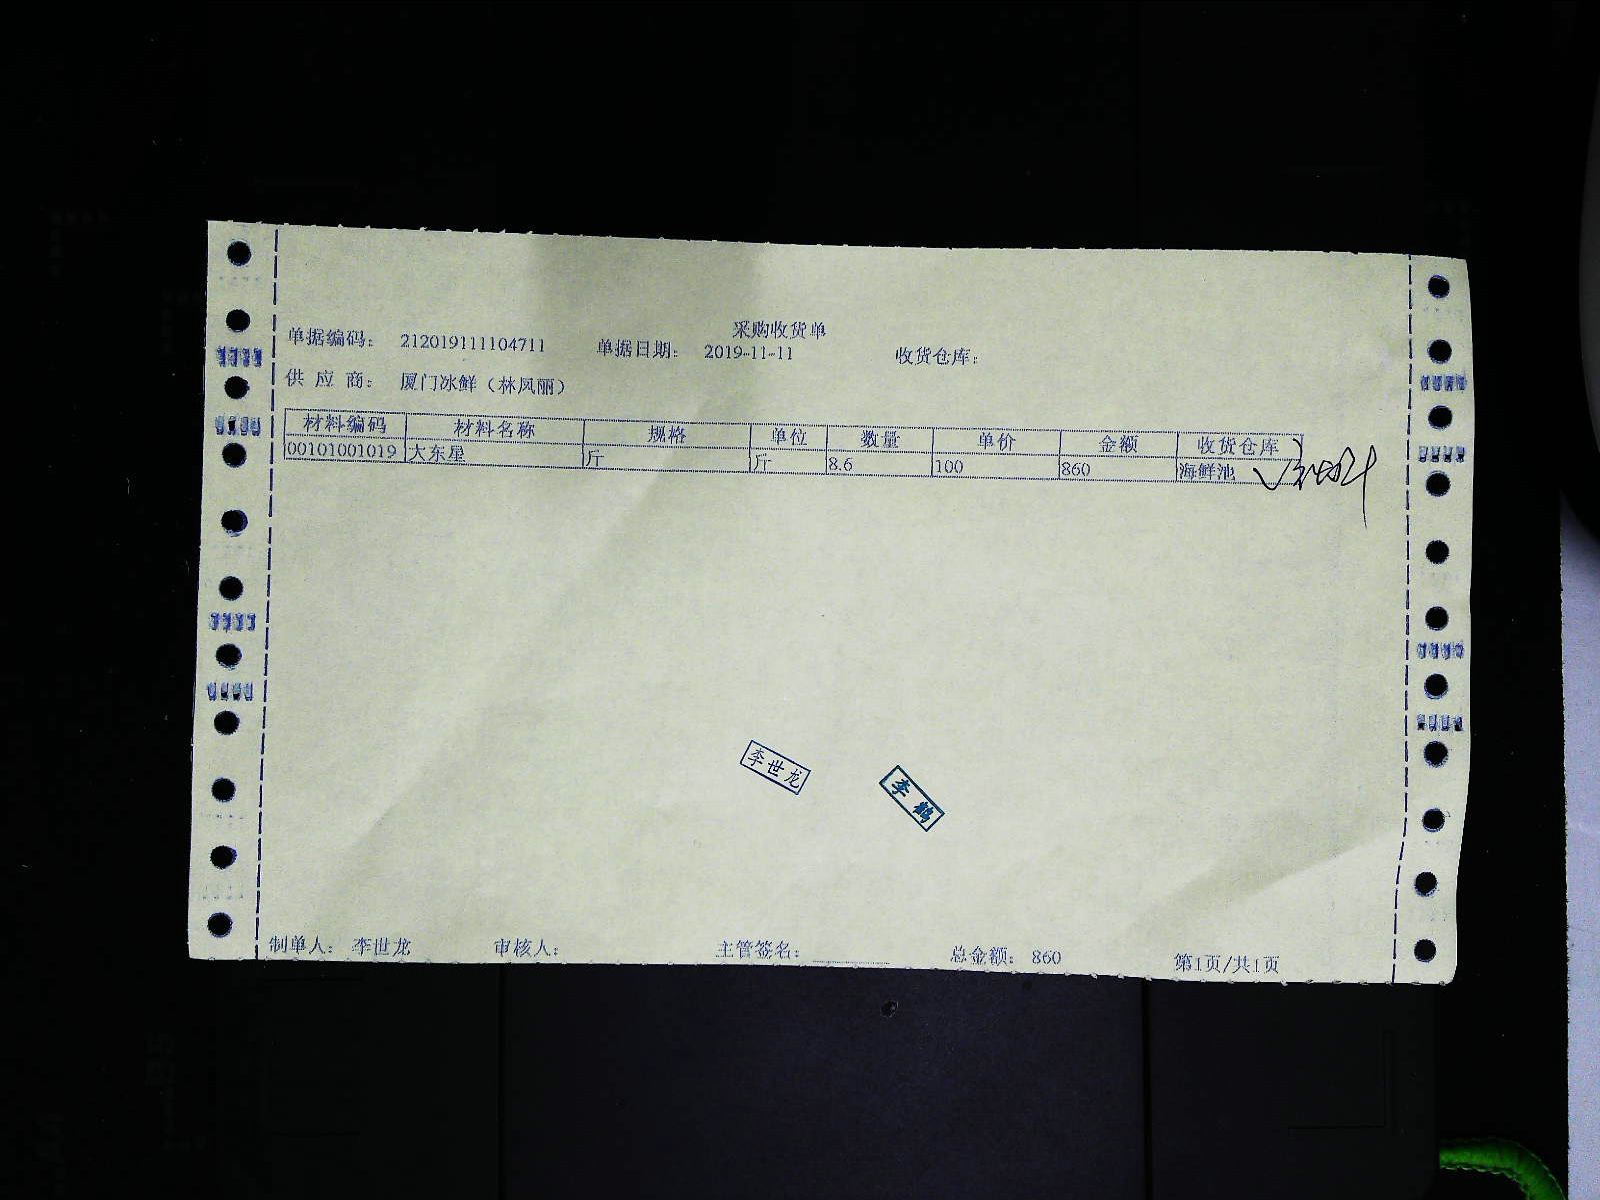 采购收货单
单据编码： 212019111104711 单据日期： 2019-11-11 收货仓库：
供 应 商： 厦门冰鲜（林凤丽）
材料编码 材料名称 规格 单位 数量 单价 金额 收货仓库
00101001019 大东星 斤 斤 8.6 100 860 海鲜池
李世龙
李鹤
制单人： 李世龙 审核人： 主管签名： 总金额： 860 第1页/共1页